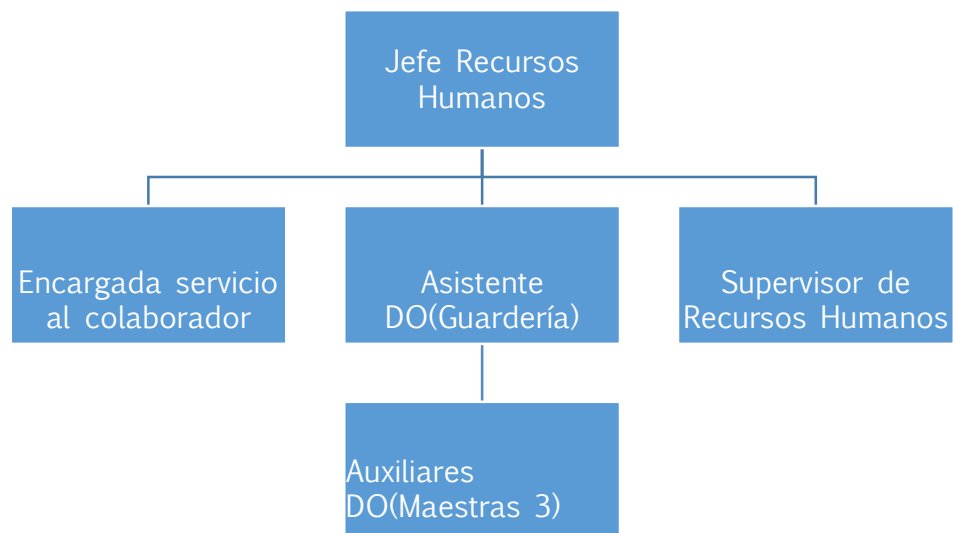 Jefe Recursos
Humanos
Encargada servicio
al colaborador
Asistente
DO(Guardería)
Supervisor de
Recursos Humanos
Auxiliares
DO(Maestras 3)